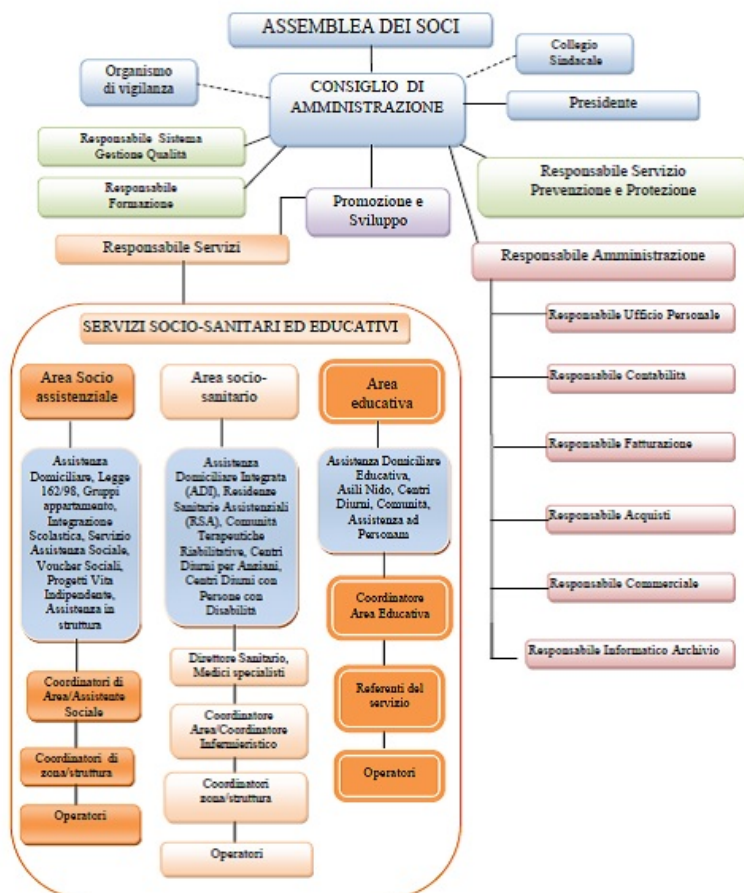 ASSEMBLEA DEI SOCI
Collegio
Sindacale
Organismo
di vigilanza
CONSIGLIO DI
AMMINISTRAZIONE
Presidente
Responsabile Sistema
Gestione Qualità
Responsabile Servizio
Prevenzione e Protezione
Responsabile
Formazione
Promozione e
Sviluppo
Responsabile Servizi
Responsabile Amministrazione
SERVIZI SOCIO-SANITARI ED EDUCATIVI
Area Socio
assistenziale
Assistenza
Domiciliare, Legge
162/98, Gruppi
appartamento,
Integrazione
Scolastica, Servizio
Assistenza Sociale,
Voucher Sociali,
Progetti Vita
Indipendente,
Assistenza in
struttura
Coordinatori di
Area/Assistente
Sociale
Coordinatori di
zona/struttura
Operatori
Area socio-
sanitario
Assistenza
Domiciliare Integrata
(ADI), Residenze
Sanitarie Assistenziali
(RSA), Comunità
Terapeutiche
Riabilitative, Centri
Diurni per Anziani,
Centri Diurni con
Persone con
Disabilità
Direttore Sanitario,
Medici specialisti
Coordinatore
Area/Coordinatore
Infermieristico
Coordinatori
zona/struttura
Operatori
Area
educativa
Assistenza Domiciliare
Educativa,
Asili Nido, Centri
Diurni, Comunità,
Assistenza ad
Personam
Coordinatore
Area Educativa
Referenti del
servizio
Operatori
Responsabile Ufficio Personale
Responsabile Contabilità
Responsabile Fatturazione
Responsabile Acquisti
Responsabile Commerciale
Responsabile Informatico Archivio